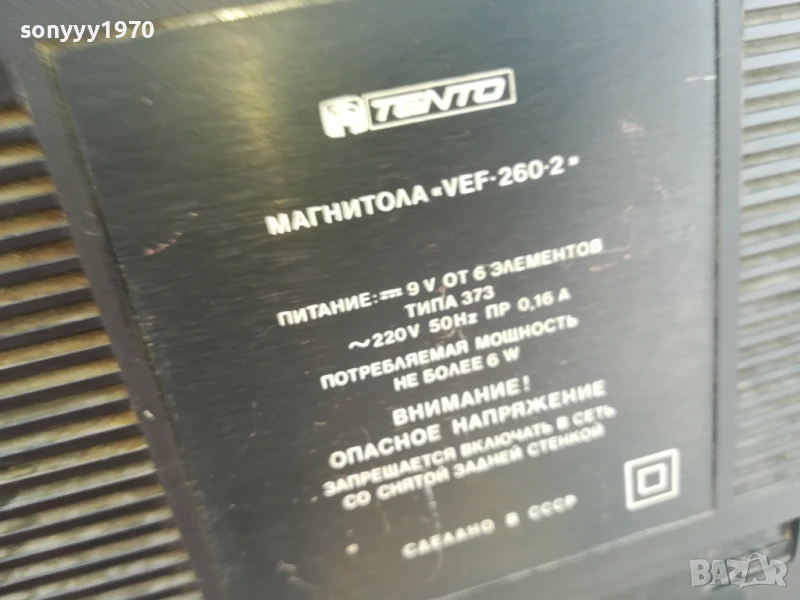 sonyyy1970
TENTO
МАГНИТОЛА «VEF-260-2»
ПИТАНИЕ: ⎓ 9 V ОТ 6 ЭЛЕМЕНТОВ
ТИПА 373
~220V 50Hz ПР 0,16 А
ПОТРЕБЛЯЕМАЯ МОЩНОСТЬ
НЕ БОЛЕЕ 6 W
ВНИМАНИЕ!
ОПАСНОЕ НАПРЯЖЕНИЕ
ЗАПРЕЩАЕТСЯ ВКЛЮЧАТЬ В СЕТЬ
СО СНЯТОЙ ЗАДНЕЙ СТЕНКОЙ
СДЕЛАНО В СССР
BAZAR